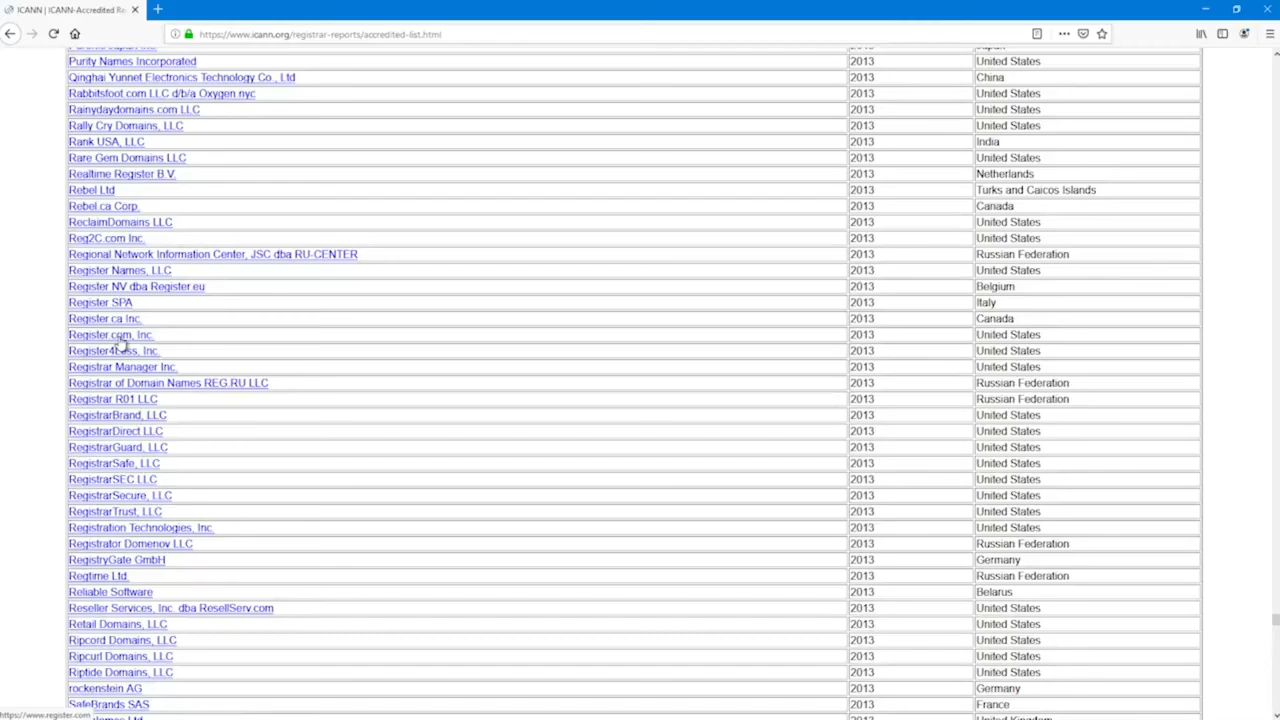 ICANN | ICANN-Accredited Re
https://www.icann.org/registrar-reports/accredited-list.html
Purity Names Incorporated 2013 United States
Qinghai Yunnet Electronics Technology Co., Ltd 2013 China
Rabbitsfoot.com LLC d/b/a Oxygen.nyc 2013 United States
Rainydaydomains.com LLC 2013 United States
Rally Cry Domains, LLC 2013 United States
Rank USA, LLC 2013 India
Rare Gem Domains LLC 2013 United States
Realtime Register B.V. 2013 Netherlands
Rebel Ltd 2013 Turks and Caicos Islands
Rebel.ca Corp. 2013 Canada
ReclaimDomains LLC 2013 United States
Reg2C.com Inc. 2013 United States
Regional Network Information Center, JSC dba RU-CENTER 2013 Russian Federation
Register Names, LLC 2013 United States
Register NV dba Register.eu 2013 Belgium
Register SPA 2013 Italy
Register.ca Inc. 2013 Canada
Register.com, Inc. 2013 United States
Register4Less, Inc. 2013 United States
Registrar Manager Inc. 2013 United States
Registrar of Domain Names REG.RU LLC 2013 Russian Federation
Registrar R01 LLC 2013 Russian Federation
RegistrarBrand, LLC 2013 United States
RegistrarDirect LLC 2013 United States
RegistrarGuard, LLC 2013 United States
RegistrarSafe, LLC 2013 United States
RegistrarSEC LLC 2013 United States
RegistrarSecure, LLC 2013 United States
RegistrarTrust, LLC 2013 United States
Registration Technologies, Inc. 2013 United States
Registrator Domenov LLC 2013 Russian Federation
RegistryGate GmbH 2013 Germany
Regtime Ltd. 2013 Russian Federation
Reliable Software 2013 Belarus
Reseller Services, Inc. dba ResellServ.com 2013 United States
Retail Domains, LLC 2013 United States
Ripcord Domains, LLC 2013 United States
Ripcurl Domains, LLC 2013 United States
Riptide Domains, LLC 2013 United States
rockenstein AG 2013 Germany
SafeBrands SAS 2013 France
https://www.register.com